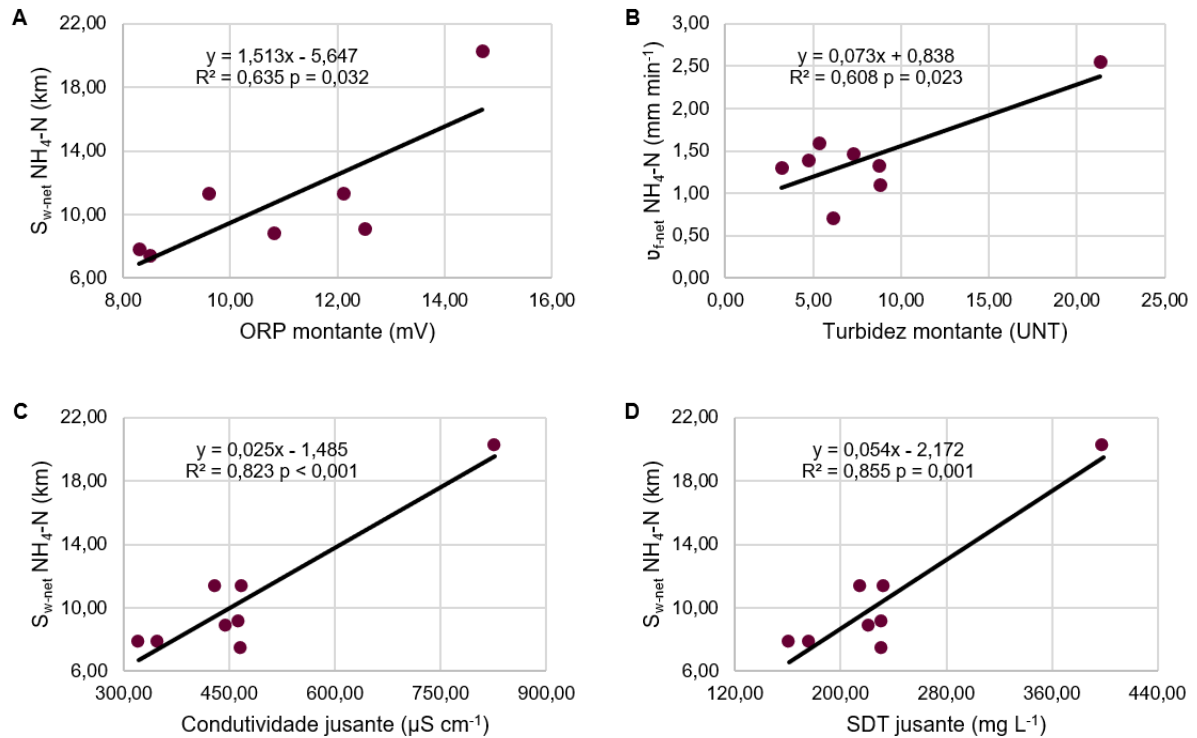 A
22,00
18,00
14,00
10,00
6,00
S_w-net NH₄-N (km)
y = 1,513x - 5,647
R² = 0,635 p = 0,032
8,00 10,00 12,00 14,00 16,00
ORP montante (mV)
B
3,00
2,50
2,00
1,50
1,00
0,50
0,00
ʋ_f-net NH₄-N (mm min⁻¹)
y = 0,073x + 0,838
R² = 0,608 p = 0,023
0,00 5,00 10,00 15,00 20,00 25,00
Turbidez montante (UNT)
C
22,00
18,00
14,00
10,00
6,00
S_w-net NH₄-N (km)
y = 0,025x - 1,485
R² = 0,823 p < 0,001
300,00 450,00 600,00 750,00 900,00
Condutividade jusante (µS cm⁻¹)
D
22,00
18,00
14,00
10,00
6,00
S_w-net NH₄-N (km)
y = 0,054x - 2,172
R² = 0,855 p = 0,001
120,00 200,00 280,00 360,00 440,00
SDT jusante (mg L⁻¹)